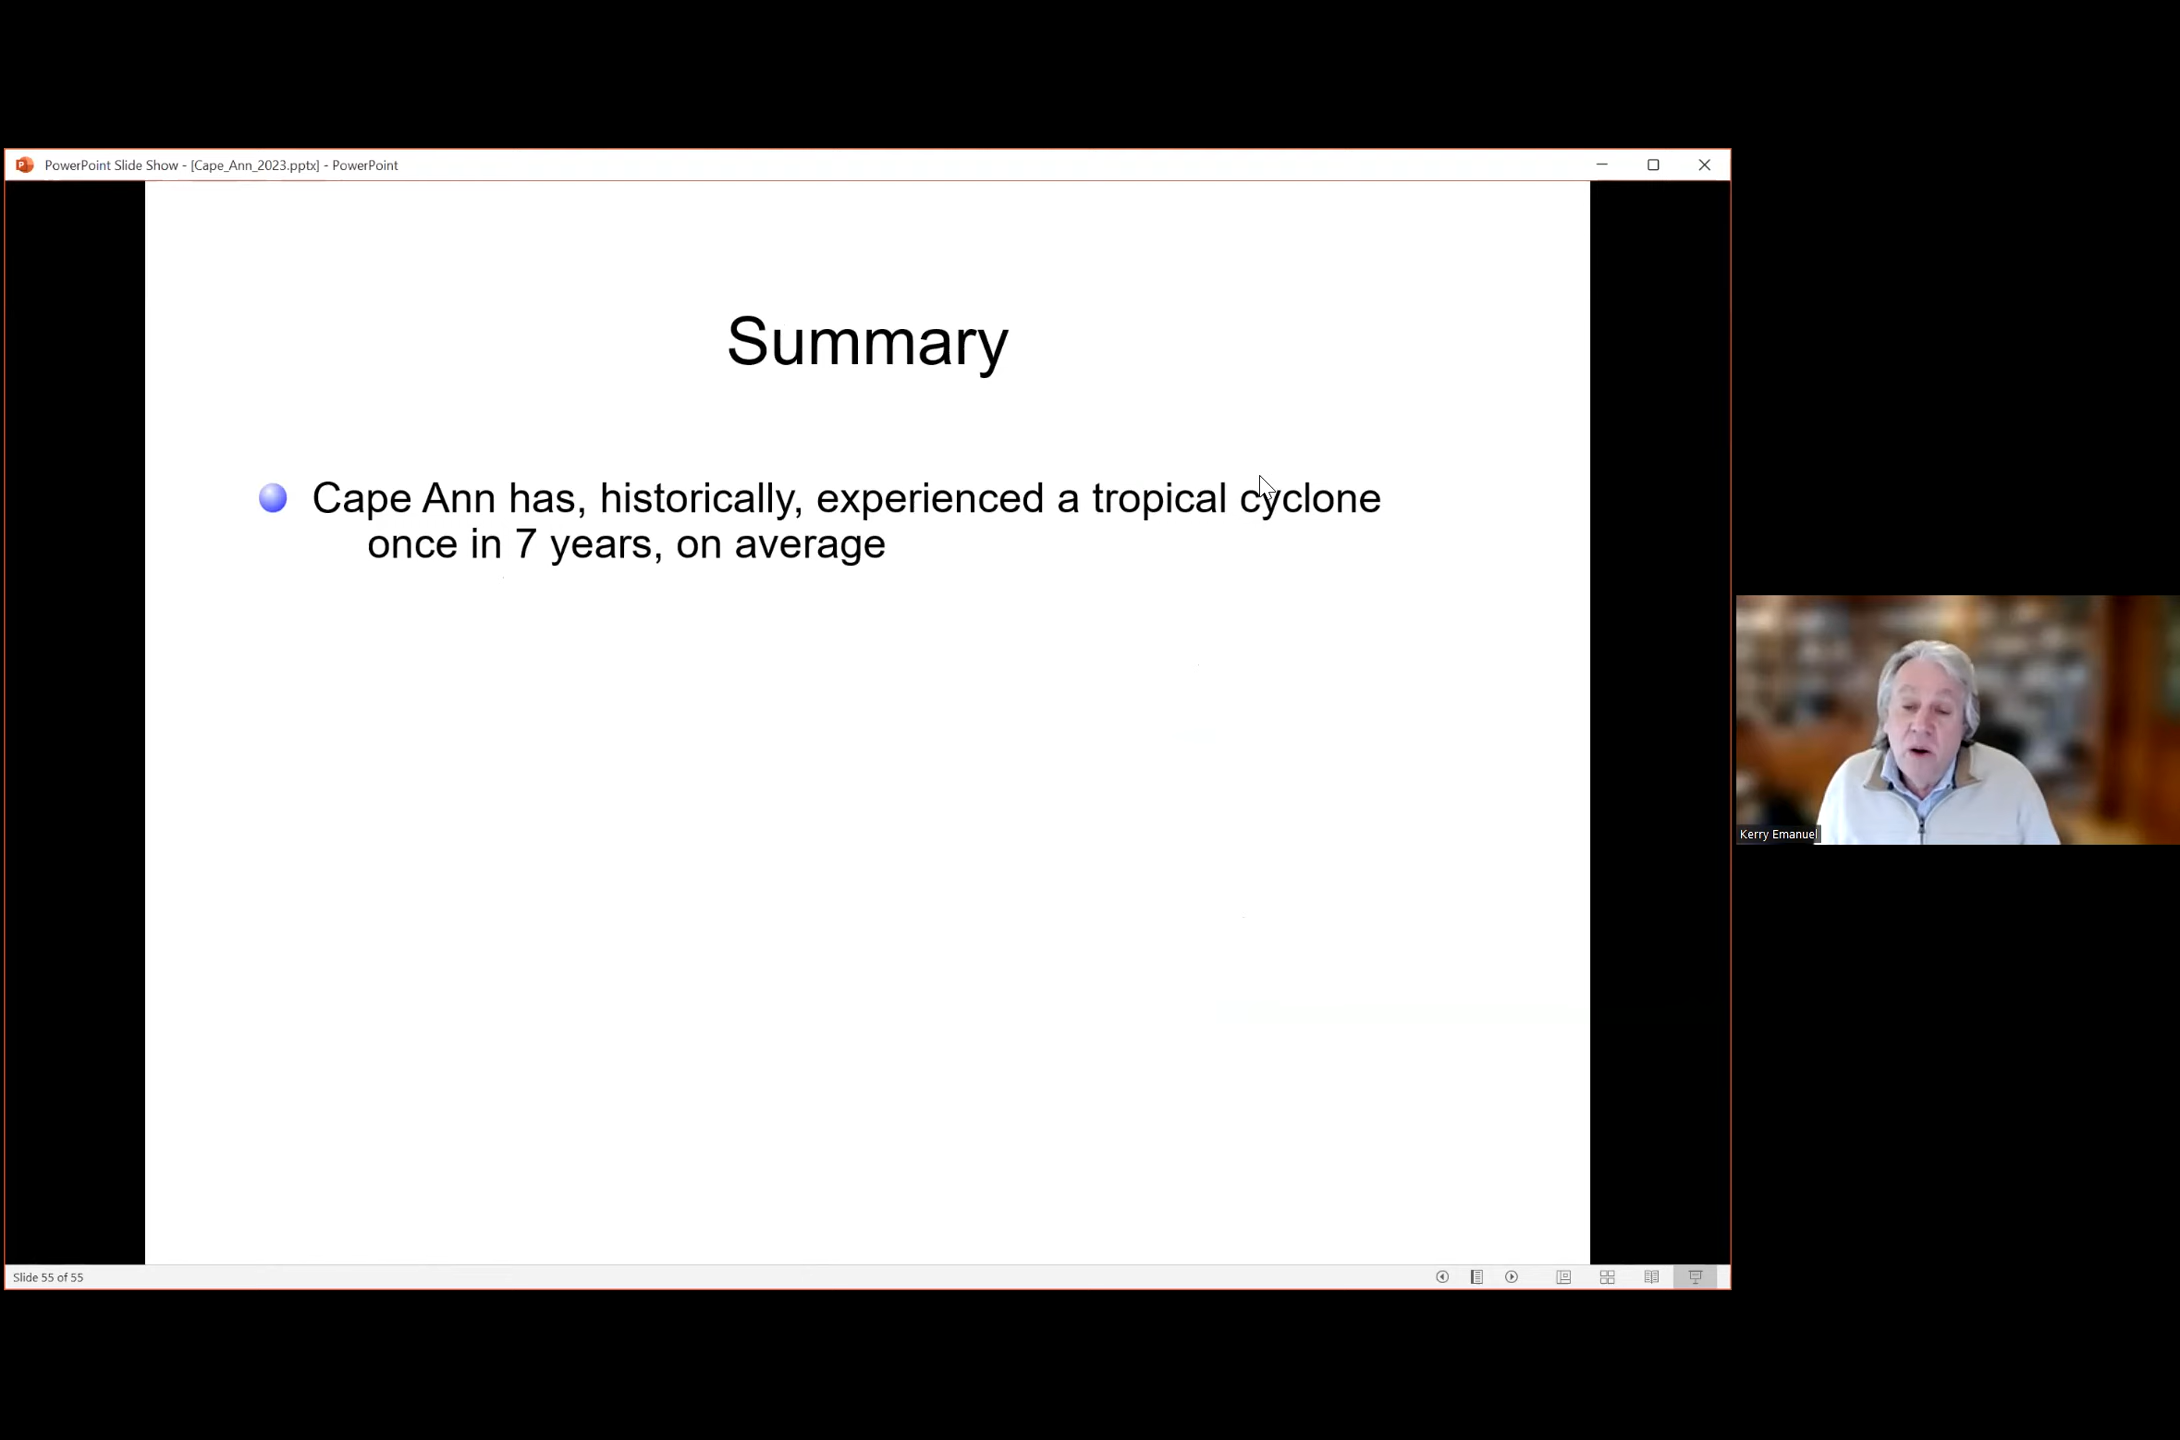 PowerPoint Slide Show - [Cape_Ann_2023.pptx] - PowerPoint
Summary
Cape Ann has, historically, experienced a tropical cyclone
once in 7 years, on average
Kerry Emanuel
Slide 55 of 55